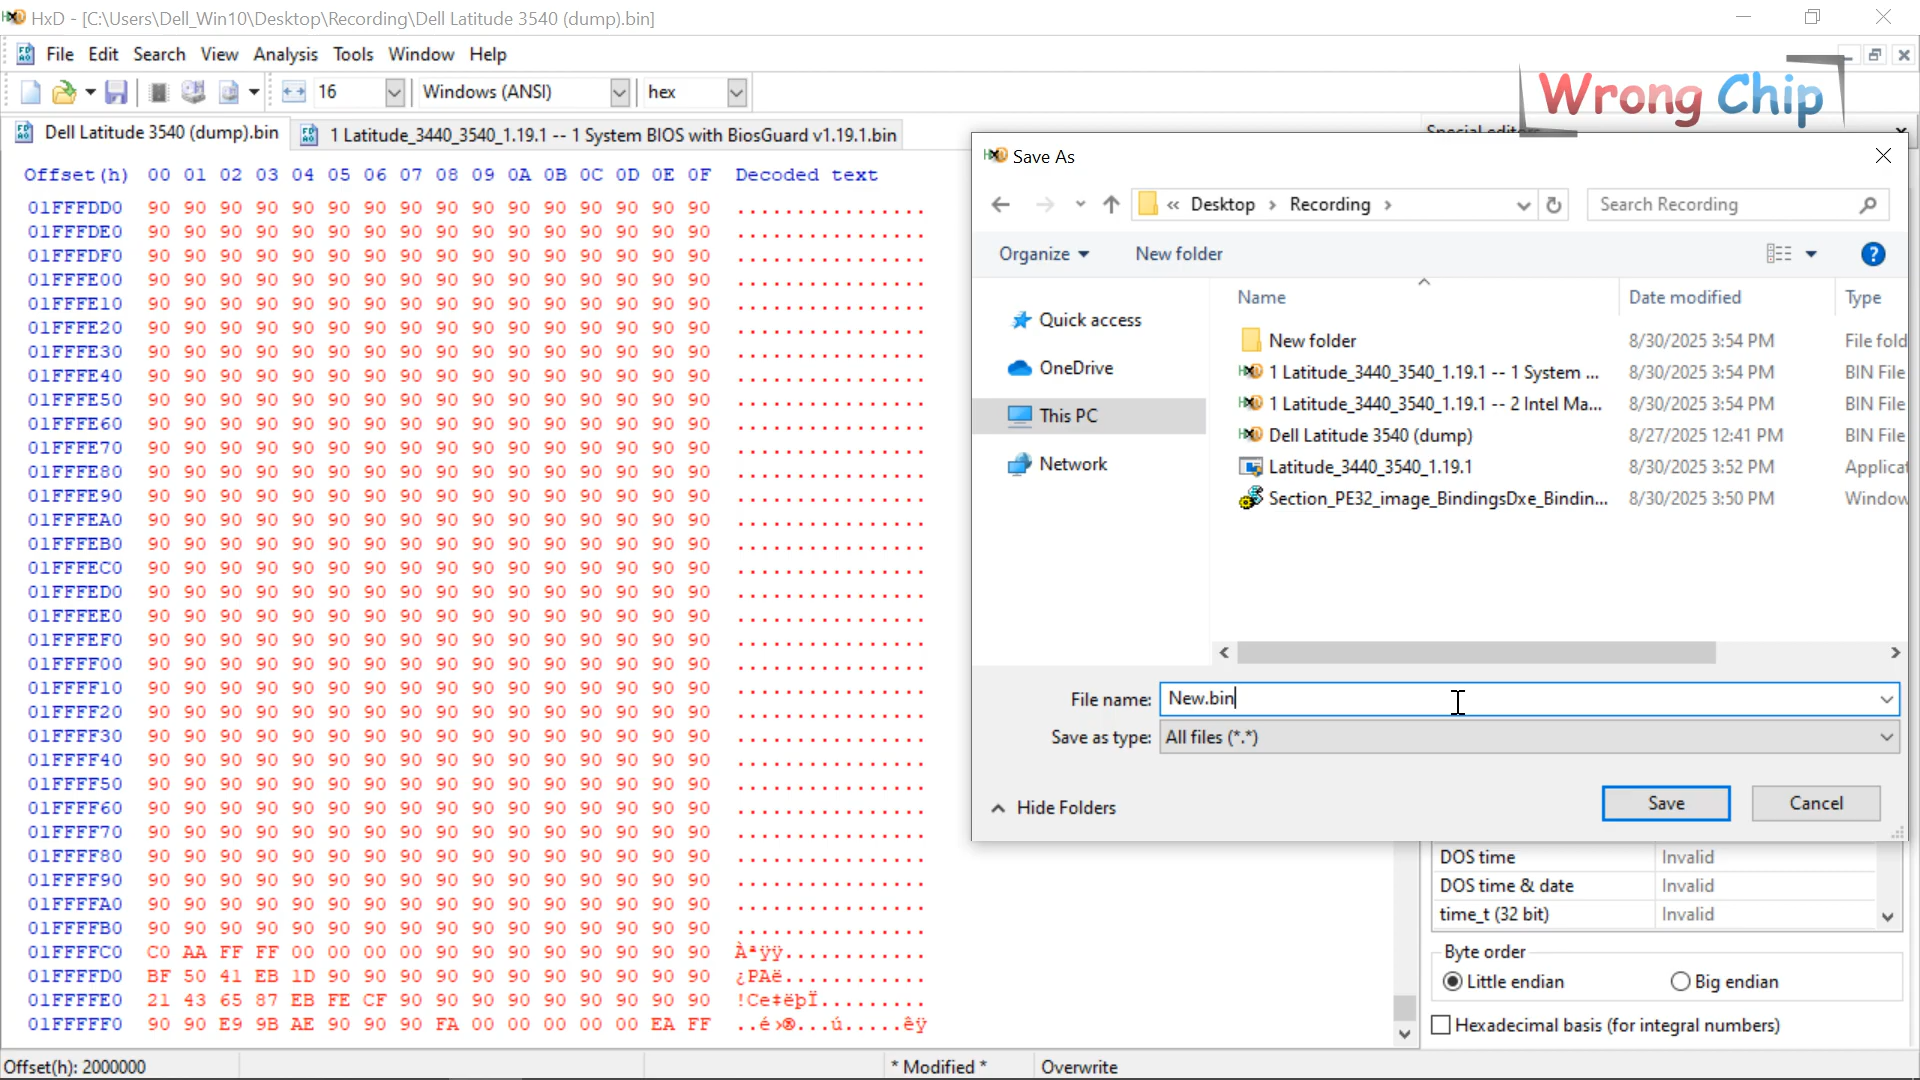 HxD - [C:\Users\Dell_Win10\Desktop\Recording\Dell Latitude 3540 (dump).bin]
File Edit Search View Analysis Tools Window Help
16 Windows (ANSI) hex
Wrong Chip
Dell Latitude 3540 (dump).bin 1 Latitude_3440_3540_1.19.1 -- 1 System BIOS with BiosGuard v1.19.1.bin
Offset(h) 00 01 02 03 04 05 06 07 08 09 0A 0B 0C 0D 0E 0F Decoded text
01FFFDD0 90 90 90 90 90 90 90 90 90 90 90 90 90 90 90 90 ................
01FFFDE0 90 90 90 90 90 90 90 90 90 90 90 90 90 90 90 90 ................
01FFFDF0 90 90 90 90 90 90 90 90 90 90 90 90 90 90 90 90 ................
01FFFE00 90 90 90 90 90 90 90 90 90 90 90 90 90 90 90 90 ................
01FFFE10 90 90 90 90 90 90 90 90 90 90 90 90 90 90 90 90 ................
01FFFE20 90 90 90 90 90 90 90 90 90 90 90 90 90 90 90 90 ................
01FFFE30 90 90 90 90 90 90 90 90 90 90 90 90 90 90 90 90 ................
01FFFE40 90 90 90 90 90 90 90 90 90 90 90 90 90 90 90 90 ................
01FFFE50 90 90 90 90 90 90 90 90 90 90 90 90 90 90 90 90 ................
01FFFE60 90 90 90 90 90 90 90 90 90 90 90 90 90 90 90 90 ................
01FFFE70 90 90 90 90 90 90 90 90 90 90 90 90 90 90 90 90 ................
01FFFE80 90 90 90 90 90 90 90 90 90 90 90 90 90 90 90 90 ................
01FFFE90 90 90 90 90 90 90 90 90 90 90 90 90 90 90 90 90 ................
01FFFEA0 90 90 90 90 90 90 90 90 90 90 90 90 90 90 90 90 ................
01FFFEB0 90 90 90 90 90 90 90 90 90 90 90 90 90 90 90 90 ................
01FFFEC0 90 90 90 90 90 90 90 90 90 90 90 90 90 90 90 90 ................
01FFFED0 90 90 90 90 90 90 90 90 90 90 90 90 90 90 90 90 ................
01FFFEE0 90 90 90 90 90 90 90 90 90 90 90 90 90 90 90 90 ................
01FFFEF0 90 90 90 90 90 90 90 90 90 90 90 90 90 90 90 90 ................
01FFFF00 90 90 90 90 90 90 90 90 90 90 90 90 90 90 90 90 ................
01FFFF10 90 90 90 90 90 90 90 90 90 90 90 90 90 90 90 90 ................
01FFFF20 90 90 90 90 90 90 90 90 90 90 90 90 90 90 90 90 ................
01FFFF30 90 90 90 90 90 90 90 90 90 90 90 90 90 90 90 90 ................
01FFFF40 90 90 90 90 90 90 90 90 90 90 90 90 90 90 90 90 ................
01FFFF50 90 90 90 90 90 90 90 90 90 90 90 90 90 90 90 90 ................
01FFFF60 90 90 90 90 90 90 90 90 90 90 90 90 90 90 90 90 ................
01FFFF70 90 90 90 90 90 90 90 90 90 90 90 90 90 90 90 90 ................
01FFFF80 90 90 90 90 90 90 90 90 90 90 90 90 90 90 90 90 ................
01FFFF90 90 90 90 90 90 90 90 90 90 90 90 90 90 90 90 90 ................
01FFFFA0 90 90 90 90 90 90 90 90 90 90 90 90 90 90 90 90 ................
01FFFFB0 90 90 90 90 90 90 90 90 90 90 90 90 90 90 90 90 ................
01FFFFC0 C0 AA FF FF 00 00 00 00 90 90 90 90 90 90 90 90 Àªÿÿ............
01FFFFD0 BF 50 41 EB 1D 90 90 90 90 90 90 90 90 90 90 90 ¿PAë............
01FFFFE0 21 43 65 87 EB FE CF 90 90 90 90 90 90 90 90 90 !Ce‡ëþÏ.........
01FFFFF0 90 90 E9 9B AE 90 90 90 FA 00 00 00 00 00 EA FF ..é›®...ú.....êÿ
Save As
« Desktop › Recording › Search Recording
Organize New folder
Quick access
OneDrive
This PC
Network
Name Date modified Type
New folder 8/30/2025 3:54 PM File fold
1 Latitude_3440_3540_1.19.1 -- 1 System ... 8/30/2025 3:54 PM BIN File
1 Latitude_3440_3540_1.19.1 -- 2 Intel Ma... 8/30/2025 3:54 PM BIN File
Dell Latitude 3540 (dump) 8/27/2025 12:41 PM BIN File
Latitude_3440_3540_1.19.1 8/30/2025 3:52 PM Applicat
Section_PE32_image_BindingsDxe_Bindin... 8/30/2025 3:50 PM Window
File name: New.bin
Save as type: All files (*.*)
Hide Folders Save Cancel
DOS time Invalid
DOS time & date Invalid
time_t (32 bit) Invalid
Byte order
Little endian Big endian
Hexadecimal basis (for integral numbers)
Offset(h): 2000000 * Modified * Overwrite